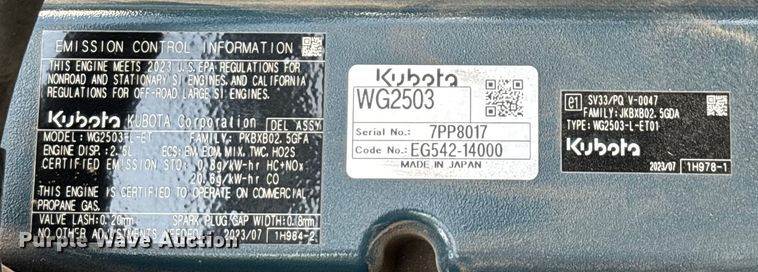 EMISSION CONTROL INFORMATION
THIS ENGINE MEETS 2023 U.S. EPA REGULATIONS FOR
NONROAD AND STATIONARY SI ENGINES, AND CALIFORNIA
REGULATIONS FOR OFF-ROAD LARGE SI ENGINES.
Kubota KUBOTA Corporation DEL ASSY
MODEL: WG2503-L-ET FAMILY: PKBXB02.5GFA
ENGINE DISP.: 2.5L ECS: EM, EDM, MIX, TWC, HO2S
CERTIFIED EMISSION STD.: 0.8g/kW-hr HC+NOx
20.6g/kW-hr CO
THIS ENGINE IS CERTIFIED TO OPERATE ON COMMERCIAL
PROPANE GAS.
VALVE LASH: 0.20mm SPARK PLUG GAP WIDTH: 0.8mm
NO OTHER ADJUSTMENTS NEEDED. 2023/07 1H984-2
Kubota
WG2503
Serial No.: 7PP8017
Code No.: EG542-14000
MADE IN JAPAN
e1 SV33/PQ V-0047
FAMILY: JKBXB02.5GDA
TYPE: WG2503-L-ET01
Kubota
2023/07 1H978-1
Purple Wave Auction